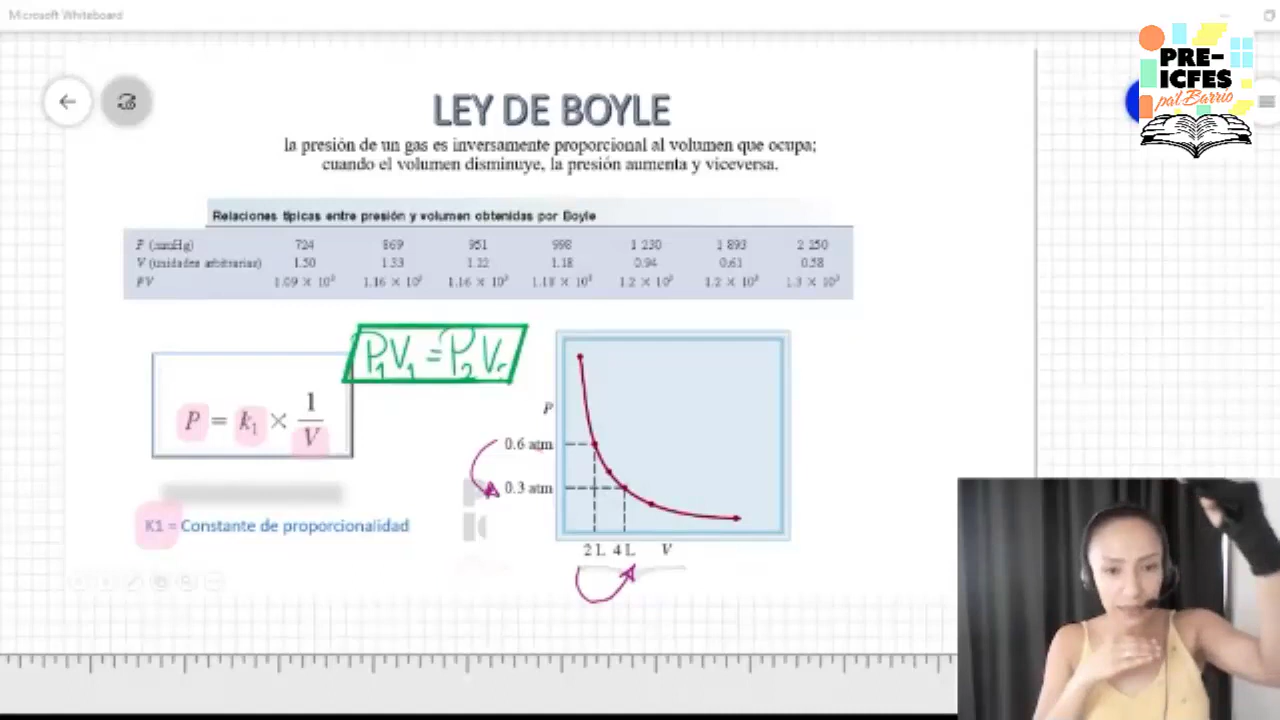 Microsoft Whiteboard
PRE-
ICFES
pa'l Barrio
LEY DE BOYLE
la presión de un gas es inversamente proporcional al volumen que ocupa;
cuando el volumen disminuye, la presión aumenta y viceversa.
Relaciones típicas entre presión y volumen obtenidas por Boyle
P (mmHg) 724 869 951 998 1 230 1 893 2 250
V (unidades arbitrarias) 1.50 1.33 1.22 1.18 0.94 0.61 0.58
PV 1.09 × 10³ 1.16 × 10³ 1.16 × 10³ 1.18 × 10³ 1.2 × 10³ 1.2 × 10³ 1.3 × 10³
P₁V₁ = P₂V₂
P = k₁ × 1/V
P
0.6 atm
0.3 atm
K1 = Constante de proporcionalidad
2 L 4 L V